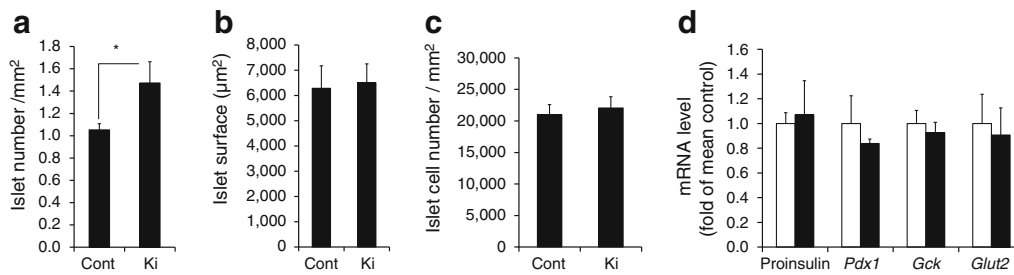 a
Islet number /mm²
1.8
1.6
1.4
1.2
1.0
0.8
0.6
0.4
0.2
0.0
*
Cont Ki
b
Islet surface (µm²)
8,000
7,000
6,000
5,000
4,000
3,000
2,000
1,000
0
Cont Ki
c
Islet cell number / mm²
30,000
25,000
20,000
15,000
10,000
5,000
0
Cont Ki
d
mRNA level
(fold of mean control)
1.6
1.4
1.2
1.0
0.8
0.6
0.4
0.2
0.0
Proinsulin Pdx1 Gck Glut2